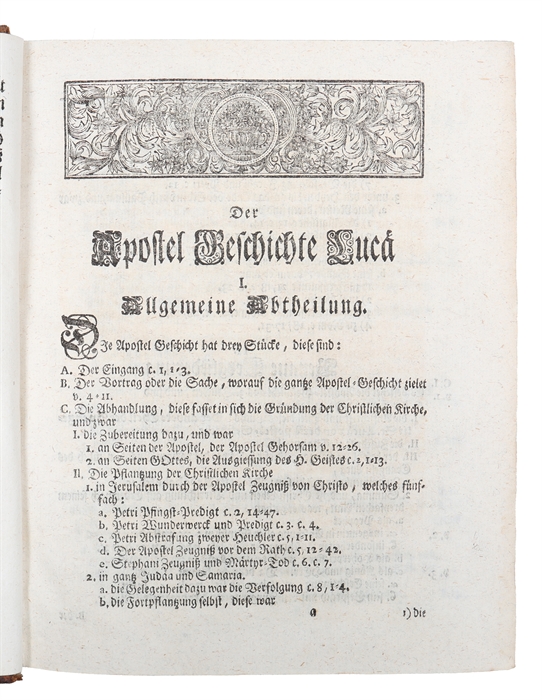 Der
Apostel Geschichte Lucä
I.
Allgemeine Abtheilung.
DIe Apostel Geschicht hat drey Stücke, diese sind:
A. Der Eingang c. 1, 1-3.
B. Der Vortrag oder die Sache, worauf die gantze Apostel-Geschicht zielet
v. 4-11.
C. Die Abhandlung, diese fasset in sich die Gründung der Christlichen Kirche,
und zwar
I. die Zubereitung dazu, und war
1. an Seiten der Apostel, der Apostel Gehorsam v. 12-26.
2. an Seiten GOttes, die Ausgiessung des H. Geistes c. 2, 1-13.
II. Die Pflantzung der Christlichen Kirche
1. in Jerusalem durch der Apostel Zeugniß von Christo, welches fünf-
fach:
a. Petri Pfingst-Predigt c. 2, 14-47.
b. Petri Wunderwerck und Predigt c. 3. c. 4.
c. Petri Abstrafang zweyer Heuchler c. 5, 1-11.
d. Der Apostel Zeugniß vor dem Rath c. 5, 12-42.
e. Stephani Zeugniß und Märtyr-Tod c. 6. c. 7.
2. in gantz Judäa und Samaria.
a. die Gelegenheit dazu war die Verfolgung c. 8, 1-4.
b. die Fortpflantzung selbst, diese war
a 1) die